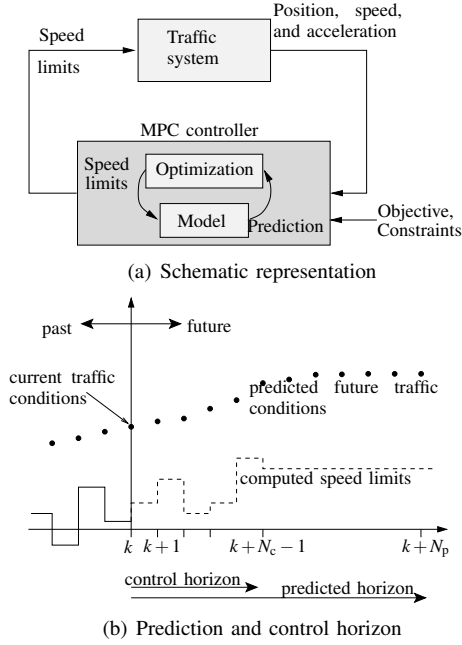 Position, speed,
and acceleration
Speed
limits
Traffic
system
MPC controller
Speed
limits
Optimization
Model
Prediction
Objective,
Constraints
(a) Schematic representation
past
future
current traffic
conditions
predicted future traffic
conditions
computed speed limits
k
k+1
k+Nc−1
k+Np
control horizon
predicted horizon
(b) Prediction and control horizon